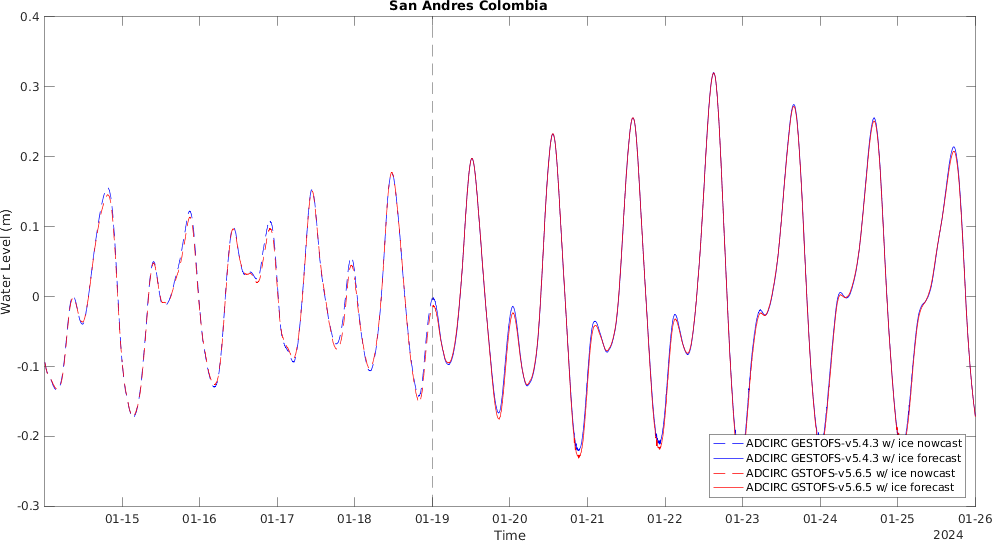 San Andres Colombia
Water Level (m)
0.4
0.3
0.2
0.1
0
-0.1
-0.2
-0.3
ADCIRC GESTOFS-v5.4.3 w/ ice nowcast
ADCIRC GESTOFS-v5.4.3 w/ ice forecast
ADCIRC GSTOFS-v5.6.5 w/ ice nowcast
ADCIRC GSTOFS-v5.6.5 w/ ice forecast
01-15 01-16 01-17 01-18 01-19 01-20 01-21 01-22 01-23 01-24 01-25 01-26
Time
2024